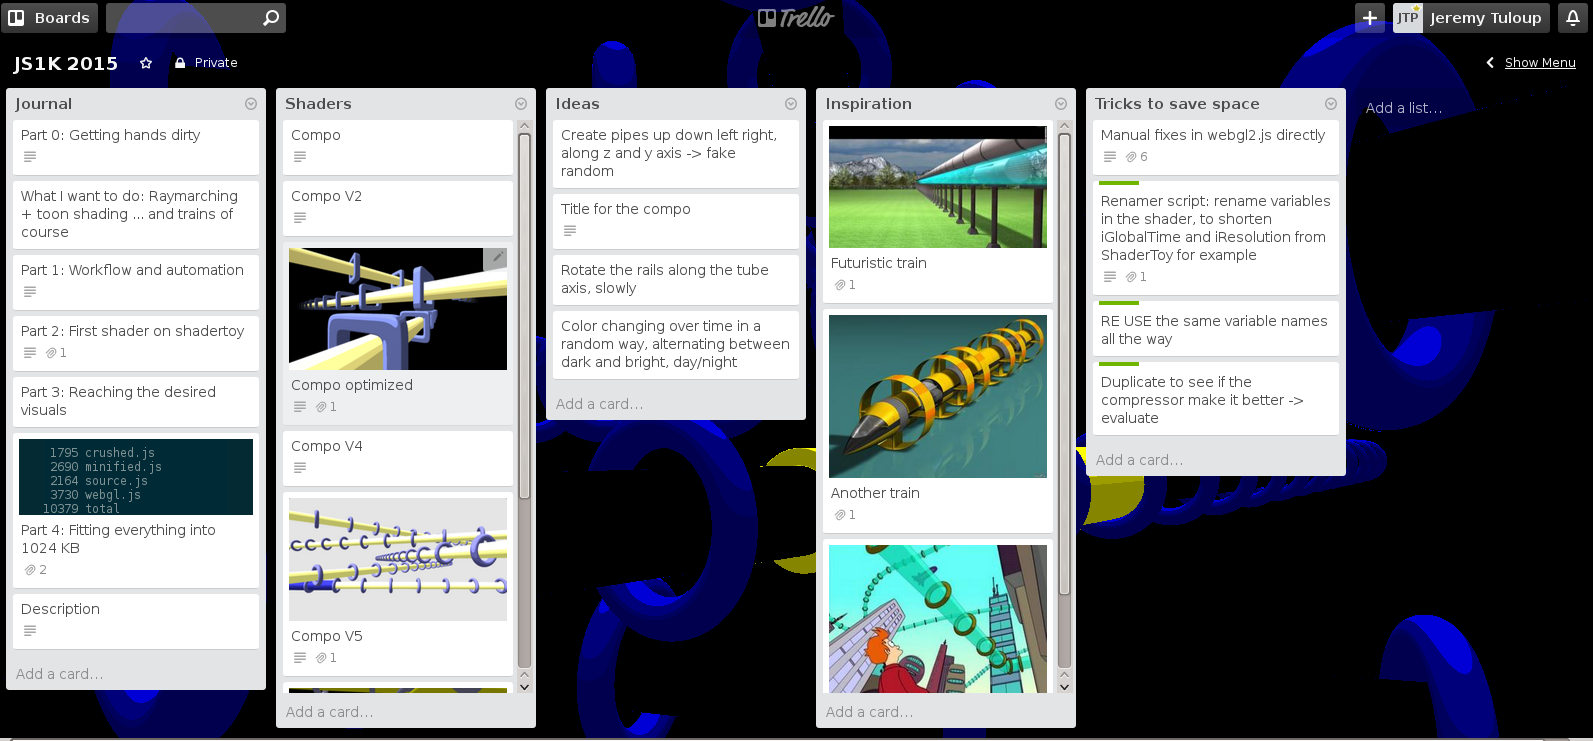 Boards
Trello
JTP
Jeremy Tuloup
JS1K 2015
Private
Show Menu
Journal
Part 0: Getting hands dirty
What I want to do: Raymarching
+ toon shading ... and trains of
course
Part 1: Workflow and automation
Part 2: First shader on shadertoy
1
Part 3: Reaching the desired
visuals
1795 crushed.js
2690 minified.js
2164 source.js
3730 webgl.js
10379 total
Part 4: Fitting everything into
1024 KB
2
Description
Add a card…
Shaders
Compo
Compo V2
Compo optimized
1
Compo V4
Compo V5
1
Add a card…
Ideas
Create pipes up down left right,
along z and y axis -> fake
random
Title for the compo
Rotate the rails along the tube
axis, slowly
Color changing over time in a
random way, alternating between
dark and bright, day/night
Add a card…
Inspiration
Futuristic train
1
Another train
1
Add a card…
Tricks to save space
Manual fixes in webgl2.js directly
6
Renamer script: rename variables
in the shader, to shorten
iGlobalTime and iResolution from
ShaderToy for example
1
RE USE the same variable names
all the way
Duplicate to see if the
compressor make it better ->
evaluate
Add a card…
Add a list…